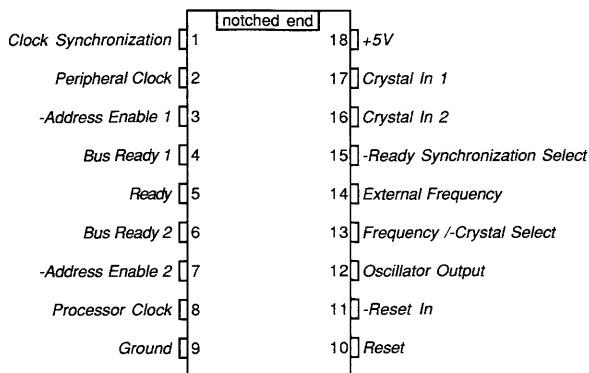 notched end
Clock Synchronization 1 18 +5V
Peripheral Clock 2 17 Crystal In 1
-Address Enable 1 3 16 Crystal In 2
Bus Ready 1 4 15 -Ready Synchronization Select
Ready 5 14 External Frequency
Bus Ready 2 6 13 Frequency /-Crystal Select
-Address Enable 2 7 12 Oscillator Output
Processor Clock 8 11 -Reset In
Ground 9 10 Reset